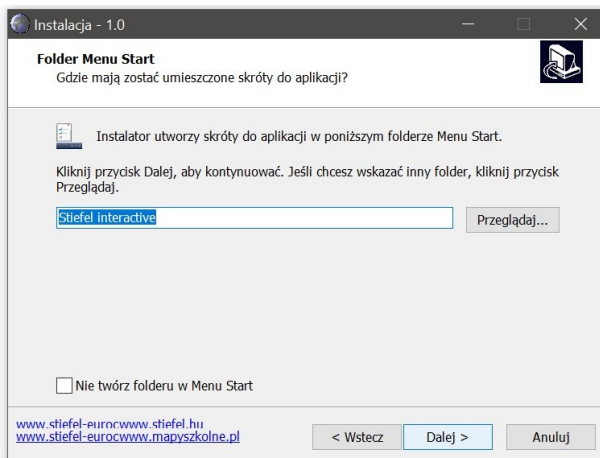 Instalacja - 1.0
Folder Menu Start
Gdzie mają zostać umieszczone skróty do aplikacji?
Instalator utworzy skróty do aplikacji w poniższym folderze Menu Start.
Kliknij przycisk Dalej, aby kontynuować. Jeśli chcesz wskazać inny folder, kliknij przycisk
Przeglądaj.
Stiefel interactive
Przeglądaj...
Nie twórz folderu w Menu Start
www.stiefel-eurocwww.stiefel.hu
www.stiefel-eurocwww.mapyszkolne.pl
< Wstecz
Dalej >
Anuluj